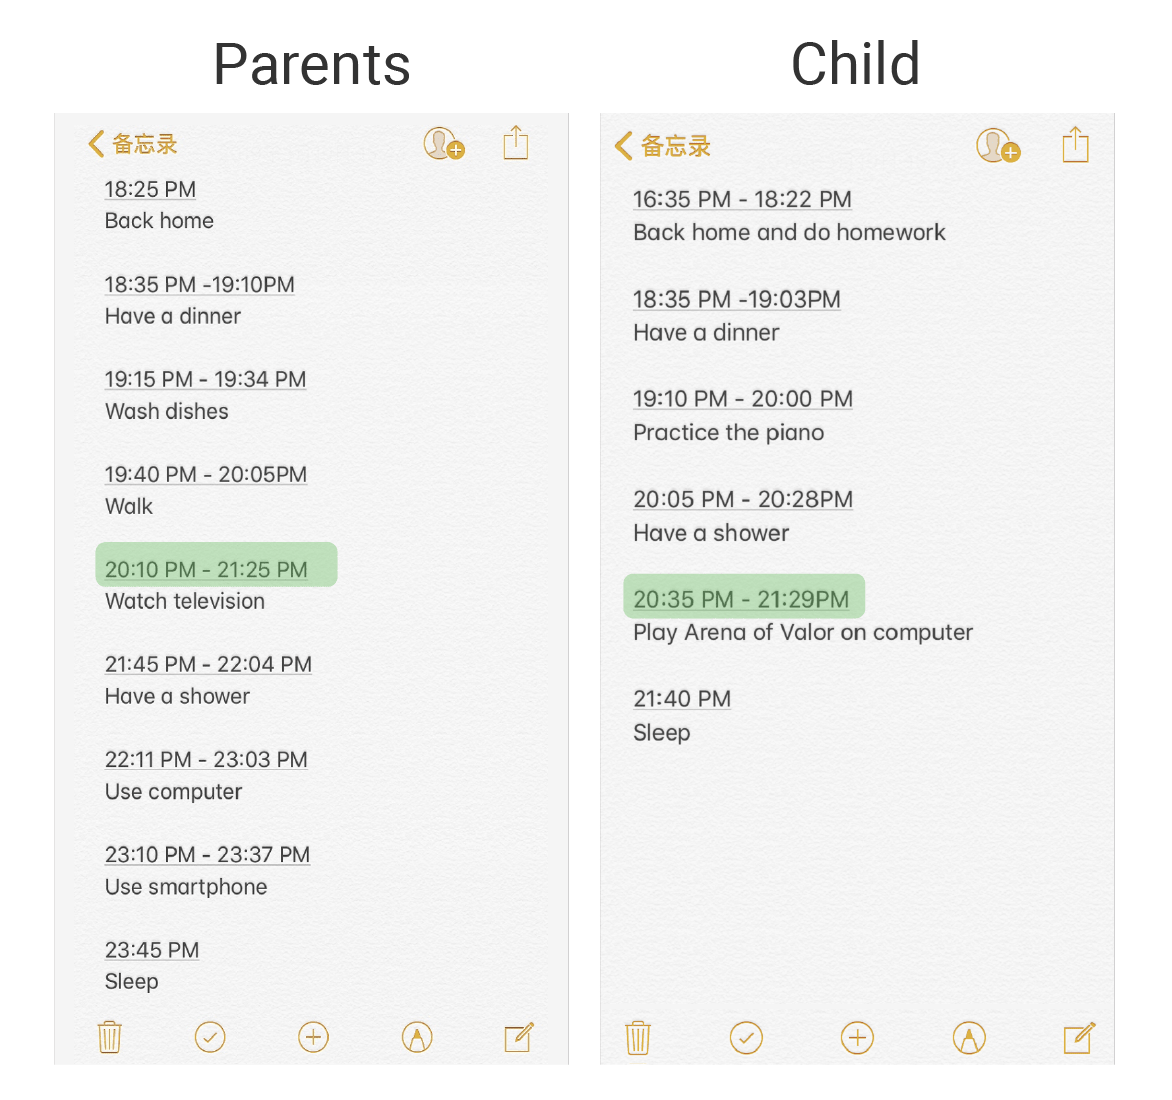 Parents
备忘录
18:25 PM
Back home
18:35 PM -19:10PM
Have a dinner
19:15 PM - 19:34 PM
Wash dishes
19:40 PM - 20:05PM
Walk
20:10 PM - 21:25 PM
Watch television
21:45 PM - 22:04 PM
Have a shower
22:11 PM - 23:03 PM
Use computer
23:10 PM - 23:37 PM
Use smartphone
23:45 PM
Sleep
Child
备忘录
16:35 PM - 18:22 PM
Back home and do homework
18:35 PM -19:03PM
Have a dinner
19:10 PM - 20:00 PM
Practice the piano
20:05 PM - 20:28PM
Have a shower
20:35 PM - 21:29PM
Play Arena of Valor on computer
21:40 PM
Sleep